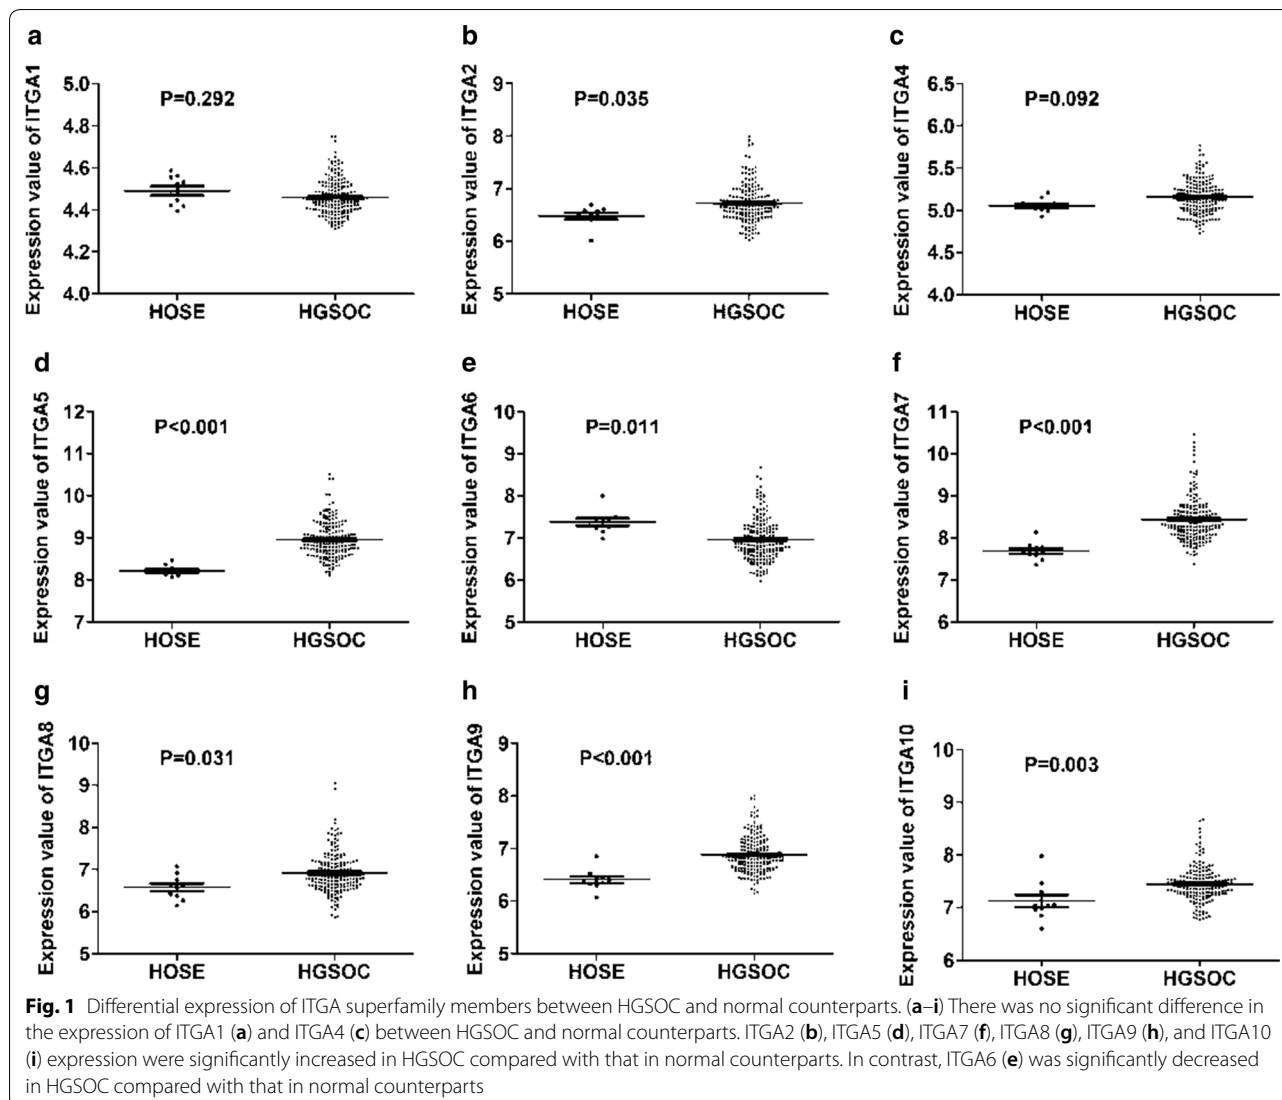 a
Expression value of ITGA1
5.0
4.8
4.6
4.4
4.2
4.0
P=0.292
HOSE
HGSOC
b
Expression value of ITGA2
9
8
7
6
5
P=0.035
HOSE
HGSOC
c
Expression value of ITGA4
6.5
6.0
5.5
5.0
4.5
4.0
P=0.092
HOSE
HGSOC
d
Expression value of ITGA5
12
11
10
9
8
7
P<0.001
HOSE
HGSOC
e
Expression value of ITGA6
10
9
8
7
6
5
P=0.011
HOSE
HGSOC
f
Expression value of ITGA7
11
10
9
8
7
6
P<0.001
HOSE
HGSOC
g
Expression value of ITGA8
10
9
8
7
6
5
P=0.031
HOSE
HGSOC
h
Expression value of ITGA9
9
8
7
6
5
P<0.001
HOSE
HGSOC
i
Expression value of ITGA10
10
9
8
7
6
P=0.003
HOSE
HGSOC
Fig. 1 Differential expression of ITGA superfamily members between HGSOC and normal counterparts. (a–i) There was no significant difference in
the expression of ITGA1 (a) and ITGA4 (c) between HGSOC and normal counterparts. ITGA2 (b), ITGA5 (d), ITGA7 (f), ITGA8 (g), ITGA9 (h), and ITGA10
(i) expression were significantly increased in HGSOC compared with that in normal counterparts. In contrast, ITGA6 (e) was significantly decreased
in HGSOC compared with that in normal counterparts